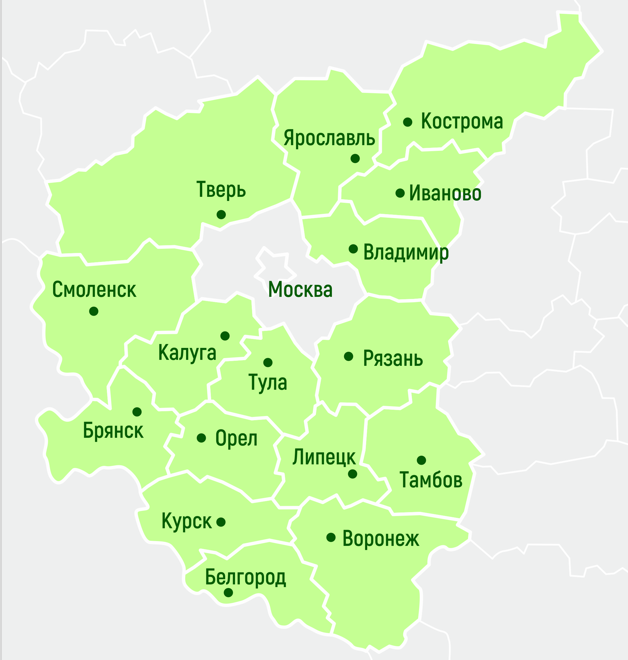 Кострома
Ярославль
Тверь
Иваново
Владимир
Смоленск
Москва
Калуга
Рязань
Тула
Брянск
Орел
Липецк
Тамбов
Курск
Воронеж
Белгород